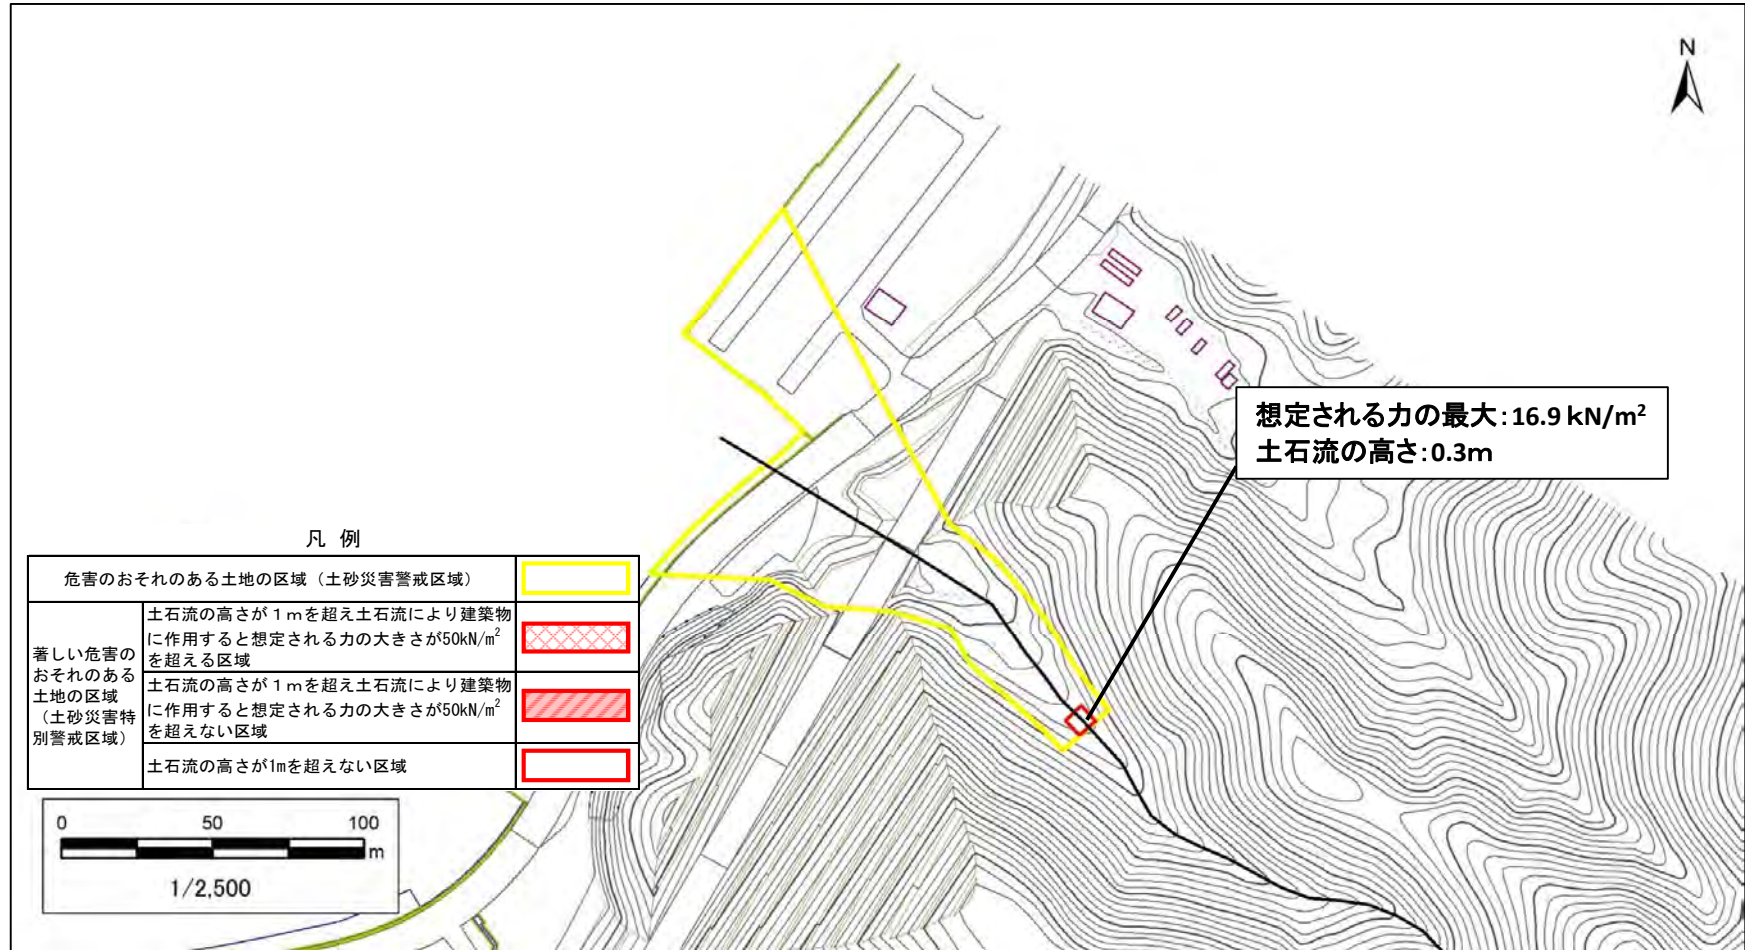 N
想定される力の最大:16.9 kN/m²
土石流の高さ:0.3m
凡 例
危害のおそれのある土地の区域（土砂災害警戒区域）
著しい危害の
おそれのある
土地の区域
（土砂災害特
別警戒区域）
土石流の高さが１ｍを超え土石流により建築物
に作用すると想定される力の大きさが50kN/m²
を超える区域
土石流の高さが１ｍを超え土石流により建築物
に作用すると想定される力の大きさが50kN/m²
を超えない区域
土石流の高さが1mを超えない区域
0 50 100
m
1/2,500